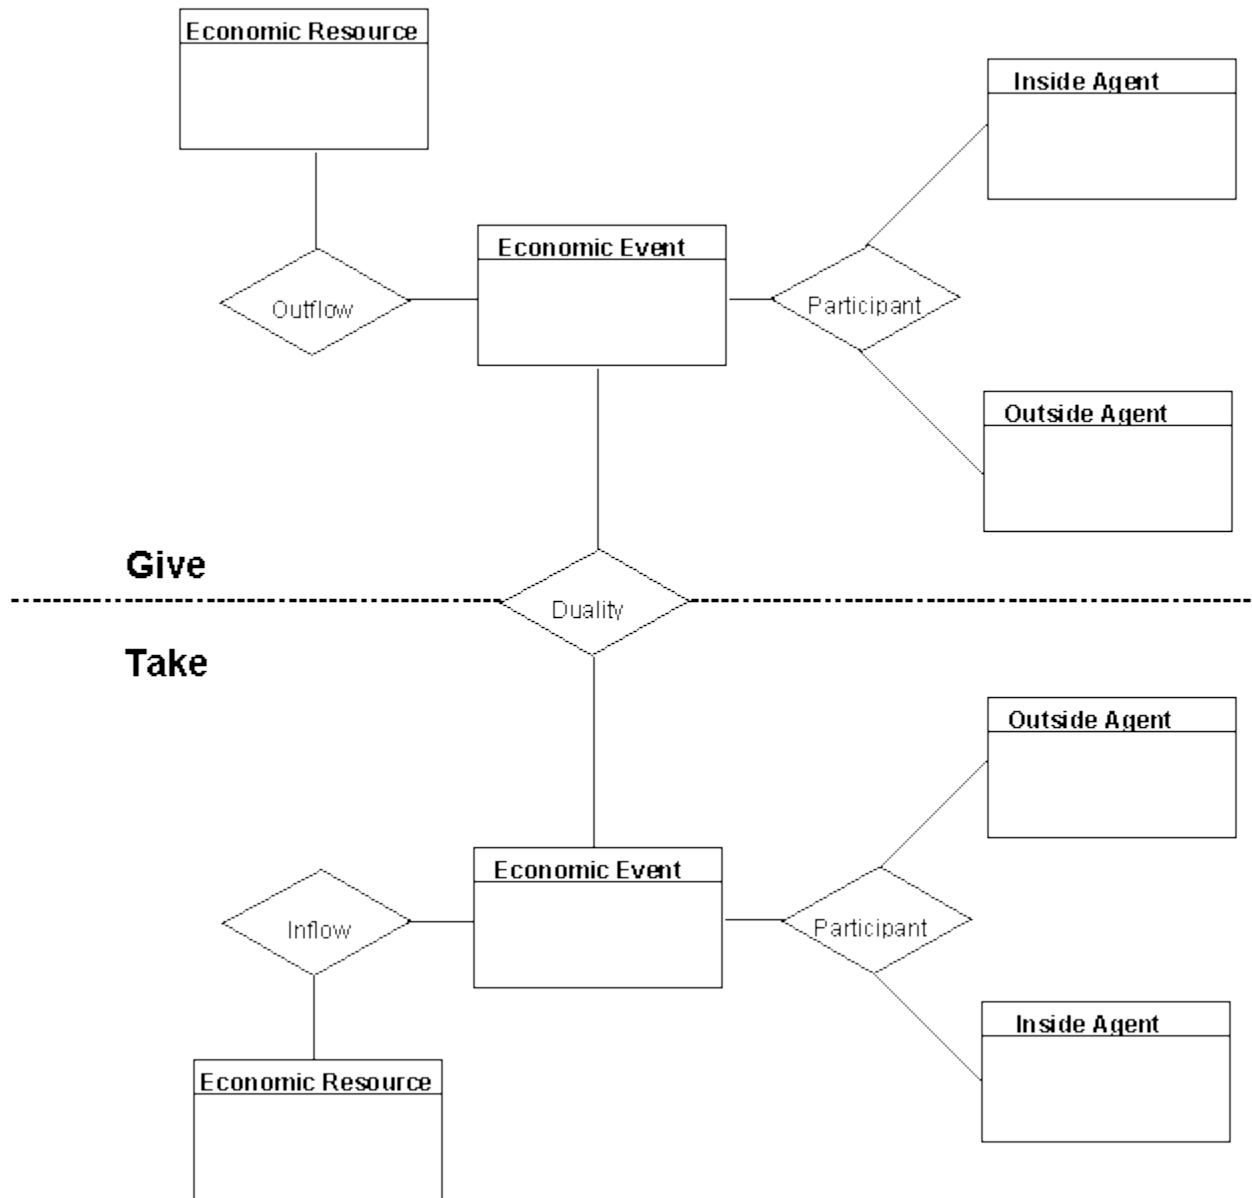 Economic Resource
Inside Agent
Economic Event
Outflow
Participant
Outside Agent
Give
Duality
Take
Outside Agent
Economic Event
Inflow
Participant
Inside Agent
Economic Resource